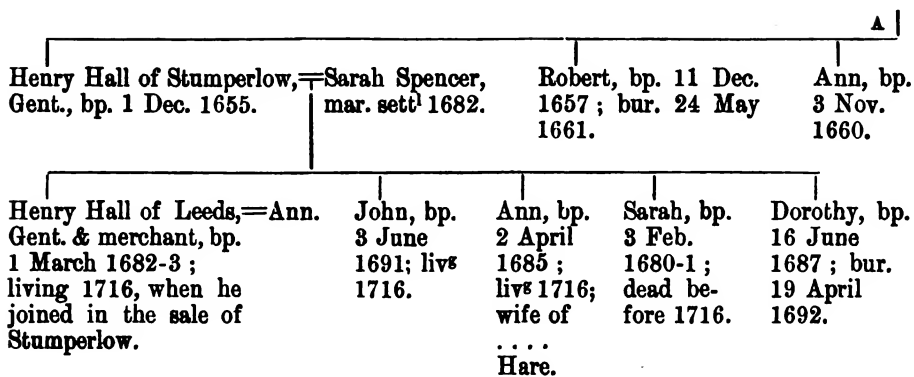 A
Henry Hall of Stumperlow,=Sarah Spencer,
Gent., bp. 1 Dec. 1655. mar. settˡ 1682.
Robert, bp. 11 Dec.
1657 ; bur. 24 May
1661.
Ann, bp.
3 Nov.
1660.
Henry Hall of Leeds,=Ann.
Gent. & merchant, bp.
1 March 1682-3 ;
living 1716, when he
joined in the sale of
Stumperlow.
John, bp.
3 June
1691; livᵍ
1716.
Ann, bp.
2 April
1685 ;
livᵍ 1716;
wife of
. . . .
Hare.
Sarah, bp.
3 Feb.
1680-1 ;
dead be-
fore 1716.
Dorothy, bp.
16 June
1687 ; bur.
19 April
1692.